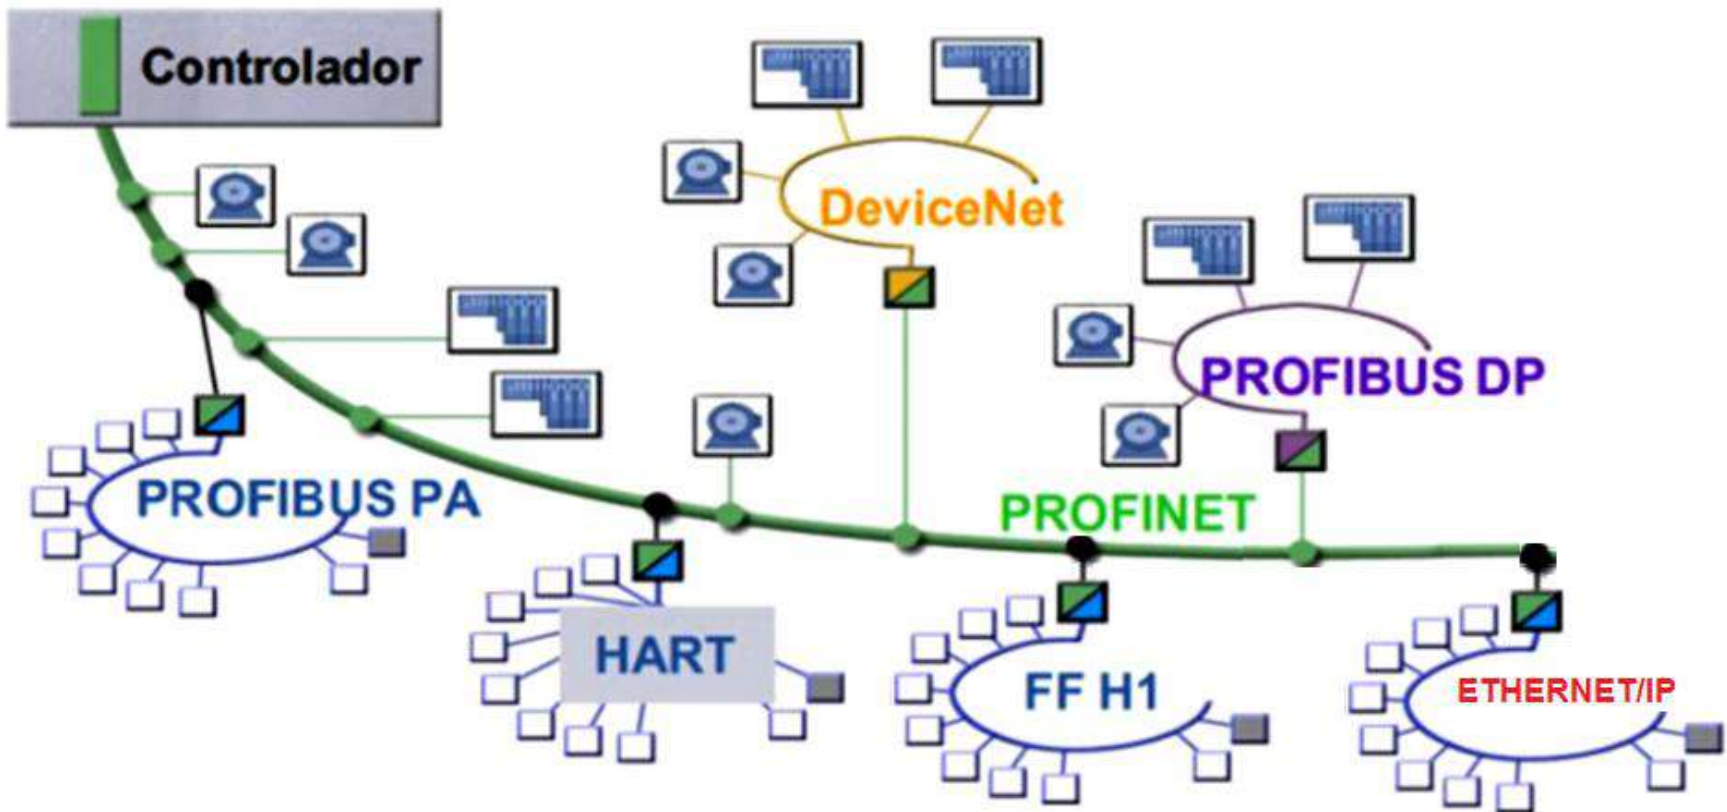 Controlador
DeviceNet
PROFIBUS DP
PROFIBUS PA
PROFINET
HART
FF H1
ETHERNET/IP